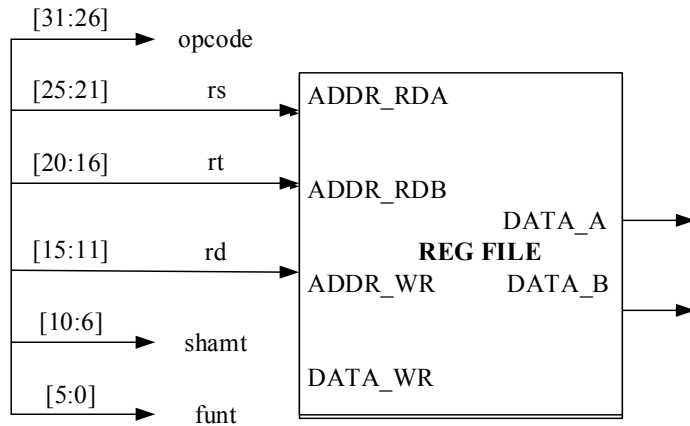 [31:26]
opcode
[25:21]
rs
ADDR_RDA
[20:16]
rt
ADDR_RDB
DATA_A
[15:11]
rd
REG FILE
ADDR_WR
DATA_B
[10:6]
shamt
DATA_WR
[5:0]
funt